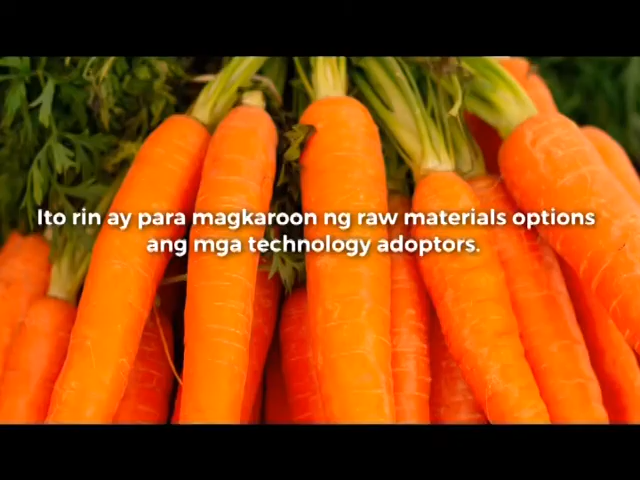 Ito rin ay para magkaroon ng raw materials options
ang mga technology adoptors.